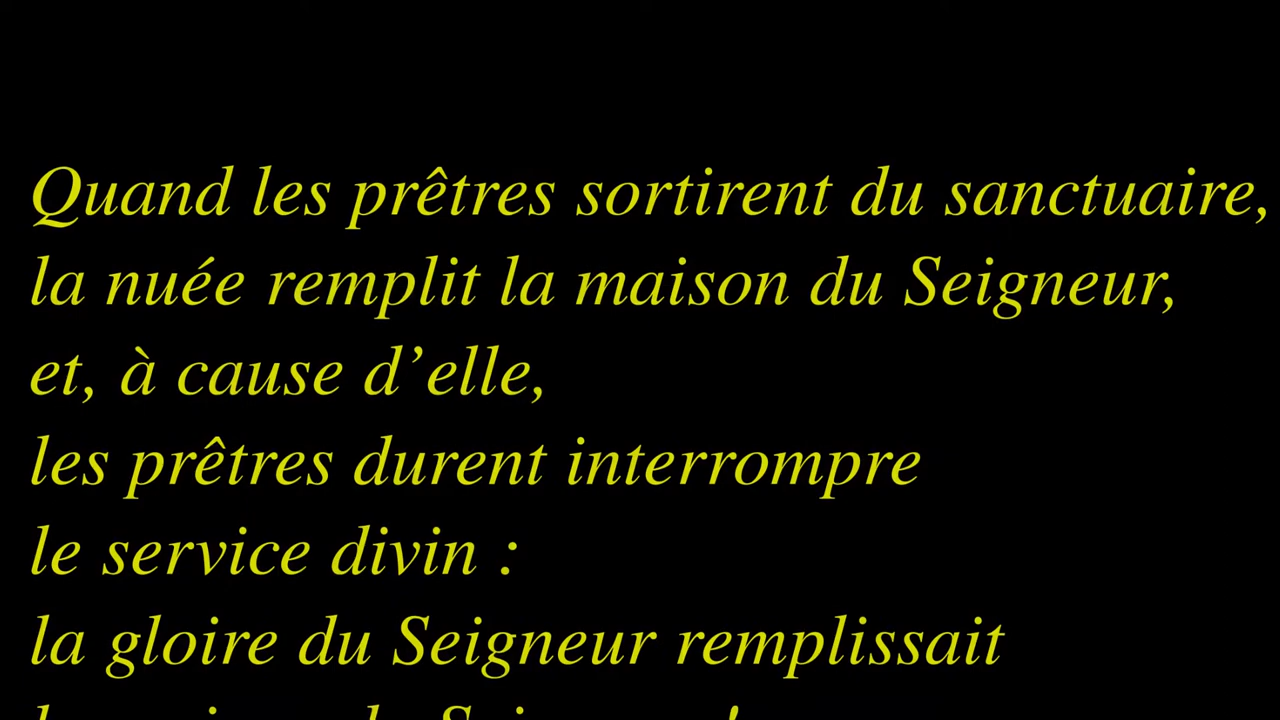 Quand les prêtres sortirent du sanctuaire,
la nuée remplit la maison du Seigneur,
et, à cause d’elle,
les prêtres durent interrompre
le service divin :
la gloire du Seigneur remplissait